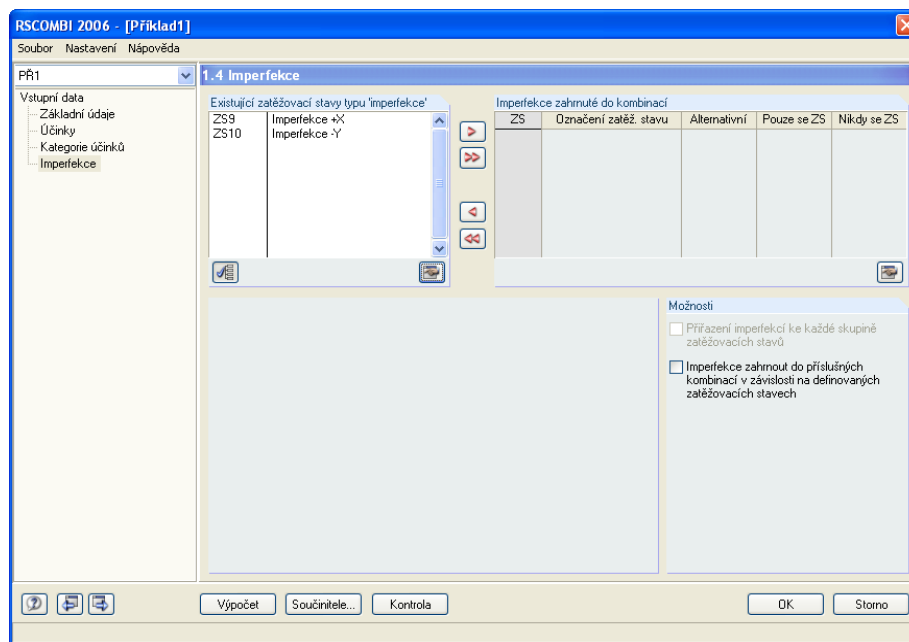 RSCOMBI 2006 - [Příklad1]
Soubor Nastavení Nápověda
PŘ1
1.4 Imperfekce
Vstupní data
Základní údaje
Účinky
Kategorie účinků
Imperfekce
Existující zatěžovací stavy typu 'imperfekce'
ZS9 Imperfekce +X
ZS10 Imperfekce -Y
Imperfekce zahrnuté do kombinací
ZS Označení zatěž. stavu Alternativní Pouze se ZS Nikdy se ZS
Možnosti
Přiřazení imperfekcí ke každé skupině
zatěžovacích stavů
Imperfekce zahrnout do příslušných
kombinací v závislosti na definovaných
zatěžovacích stavech
Výpočet Součinitele... Kontrola OK Storno